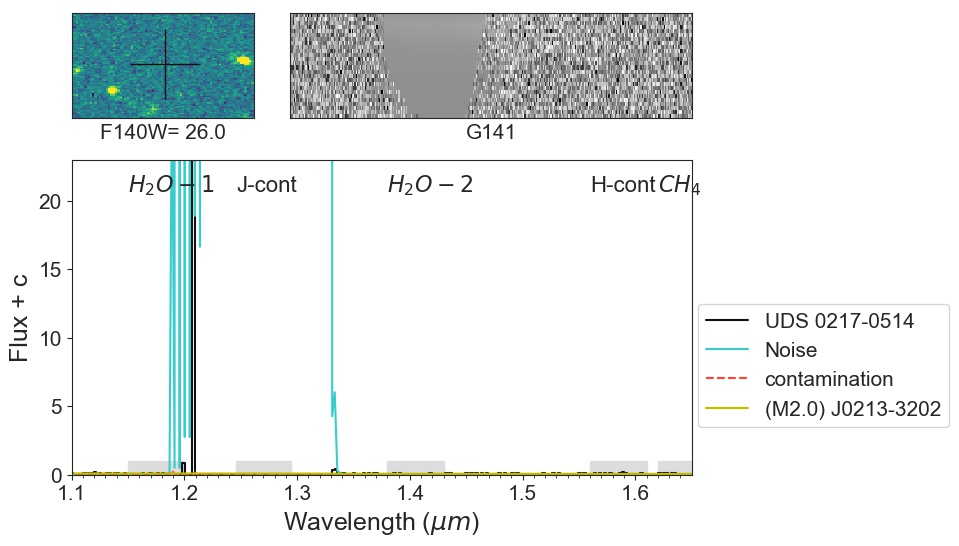 F140W= 26.0
G141
H₂O − 1
J-cont
H₂O − 2
H-cont
CH₄
20
15
10
5
0
Flux + c
1.1
1.2
1.3
1.4
1.5
1.6
Wavelength (μm)
UDS 0217-0514
Noise
contamination
(M2.0) J0213-3202